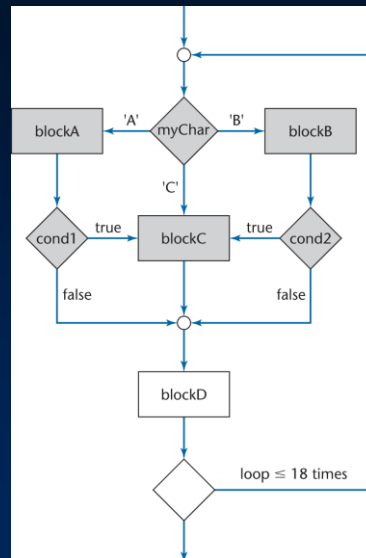 'A'
'B'
blockA
myChar
blockB
'C'
cond1
true
blockC
true
cond2
false
false
blockD
loop ≤ 18 times